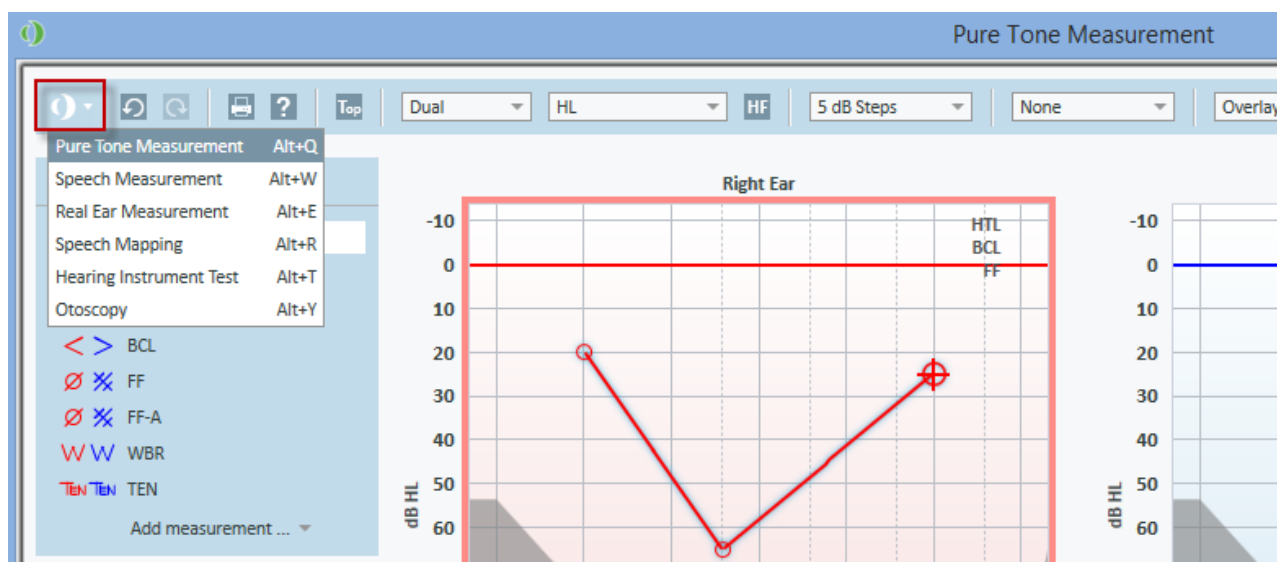 Pure Tone Measurement
Top
Dual
HL
HF
5 dB Steps
None
Overlay
Pure Tone Measurement Alt+Q
Speech Measurement Alt+W
Real Ear Measurement Alt+E
Speech Mapping Alt+R
Hearing Instrument Test Alt+T
Otoscopy Alt+Y
BCL
FF
FF-A
WBR
TEN TEN TEN
Add measurement ...
Right Ear
HTL
BCL
FF
-10
0
10
20
30
40
50
60
dB HL
-10
0
10
20
30
40
50
60
dB HL